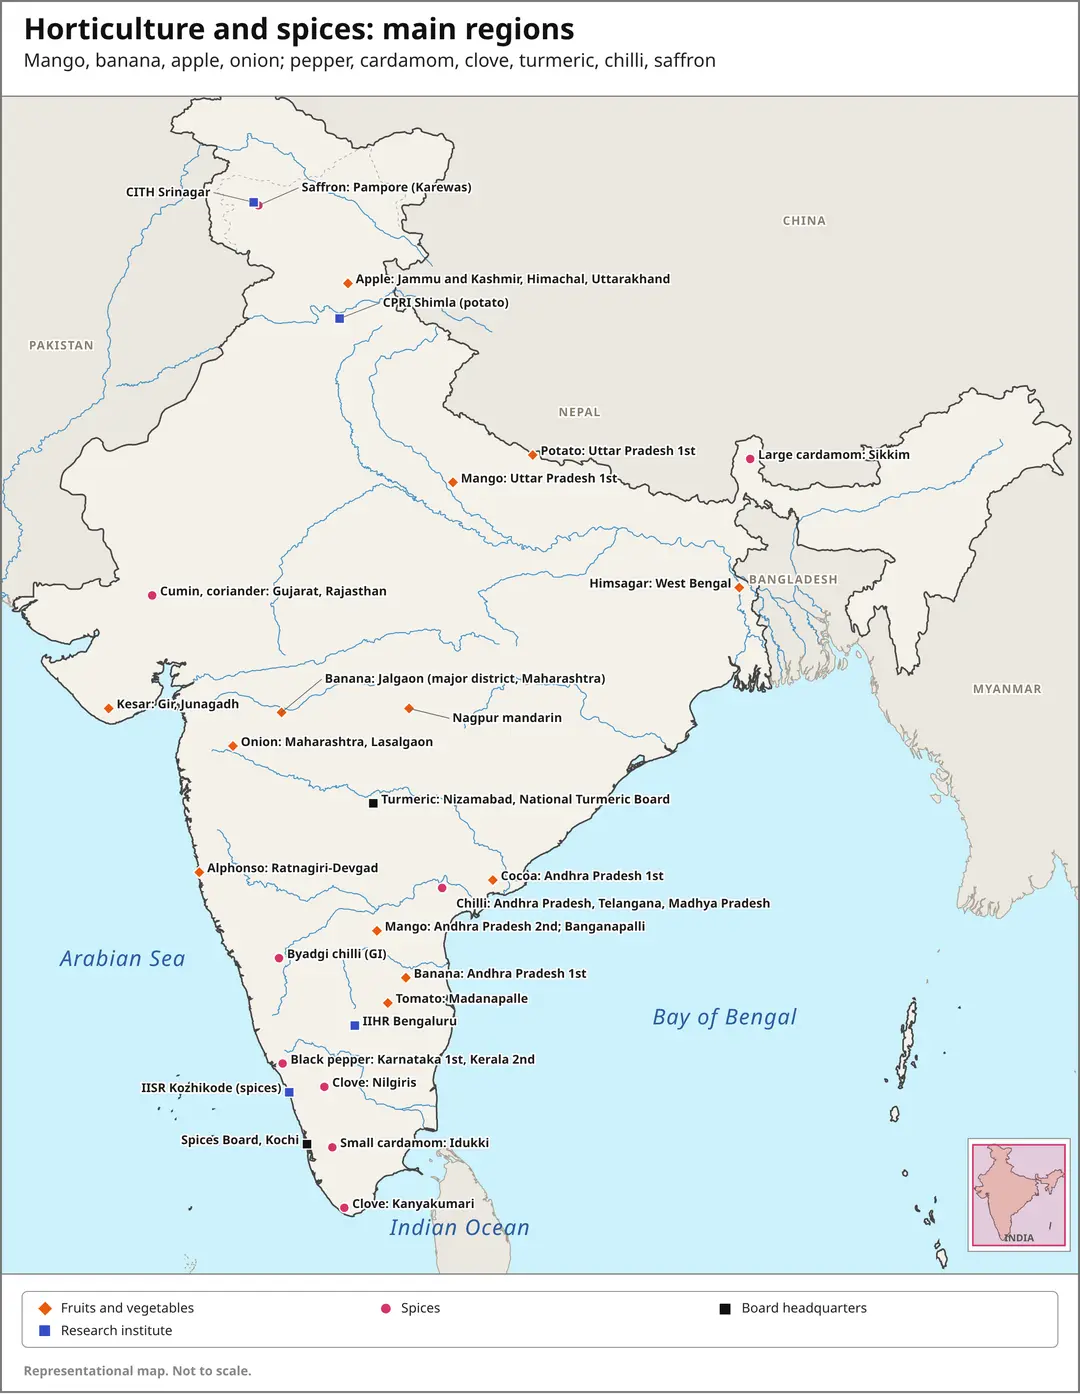 Horticulture and spices: main regions
Mango, banana, apple, onion; pepper, cardamom, clove, turmeric, chilli, saffron
CITH Srinagar
Saffron: Pampore (Karewas)
CHINA
Apple: Jammu and Kashmir, Himachal, Uttarakhand
CPRI Shimla (potato)
PAKISTAN
NEPAL
Potato: Uttar Pradesh 1st
Large cardamom: Sikkim
Mango: Uttar Pradesh 1st
Himsagar: West Bengal
BANGLADESH
Cumin, coriander: Gujarat, Rajasthan
Banana: Jalgaon (major district, Maharashtra)
MYANMAR
Kesar: Gir, Junagadh
Nagpur mandarin
Onion: Maharashtra, Lasalgaon
Turmeric: Nizamabad, National Turmeric Board
Alphonso: Ratnagiri-Devgad
Cocoa: Andhra Pradesh 1st
Chilli: Andhra Pradesh, Telangana, Madhya Pradesh
Mango: Andhra Pradesh 2nd; Banganapalli
Arabian Sea
Byadgi chilli (GI)
Banana: Andhra Pradesh 1st
Tomato: Madanapalle
Bay of Bengal
IIHR Bengaluru
Black pepper: Karnataka 1st, Kerala 2nd
Clove: Nilgiris
IISR Kozhikode (spices)
Spices Board, Kochi
Small cardamom: Idukki
Clove: Kanyakumari
Indian Ocean
INDIA
Fruits and vegetables
Spices
Board headquarters
Research institute
Representational map. Not to scale.